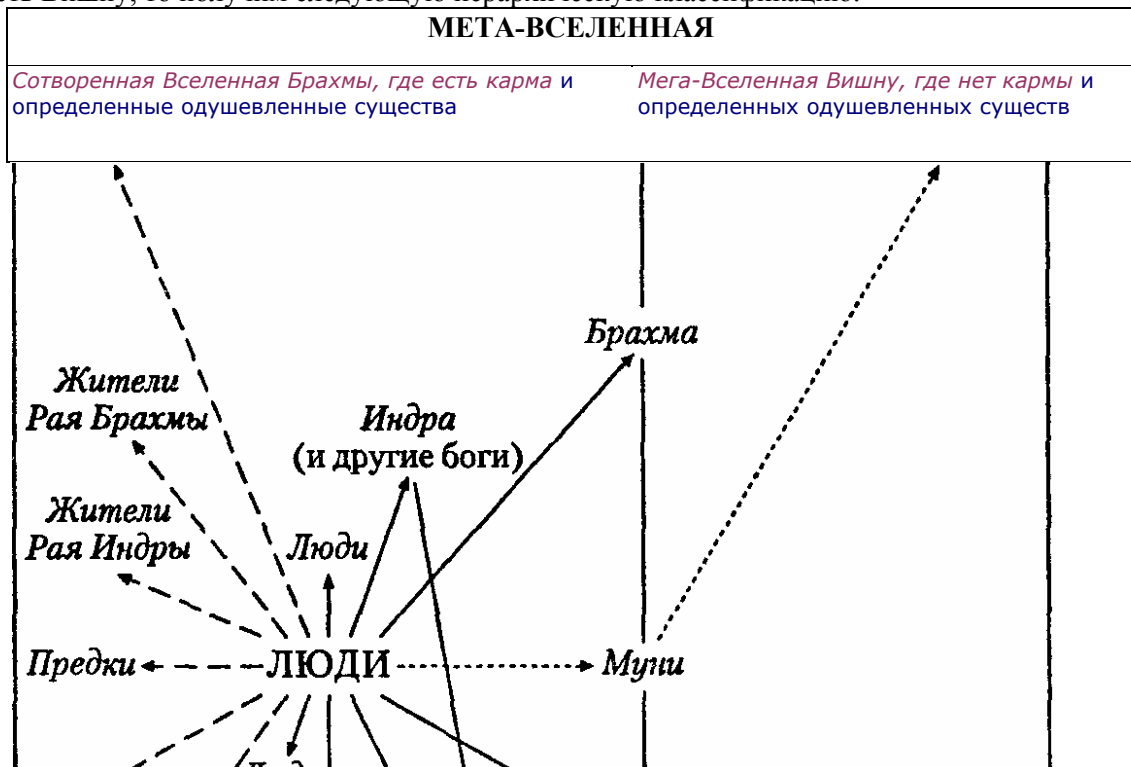 МЕТА-ВСЕЛЕННАЯ
Сотворенная Вселенная Брахмы, где есть карма и
определенные одушевленные существа
Мега-Вселенная Вишну, где нет кармы и
определенных одушевленных существ
Брахма
Жители
Рая Брахмы
Индра
(и другие боги)
Жители
Рая Индры
Люди
Предки
ЛЮДИ
Муни